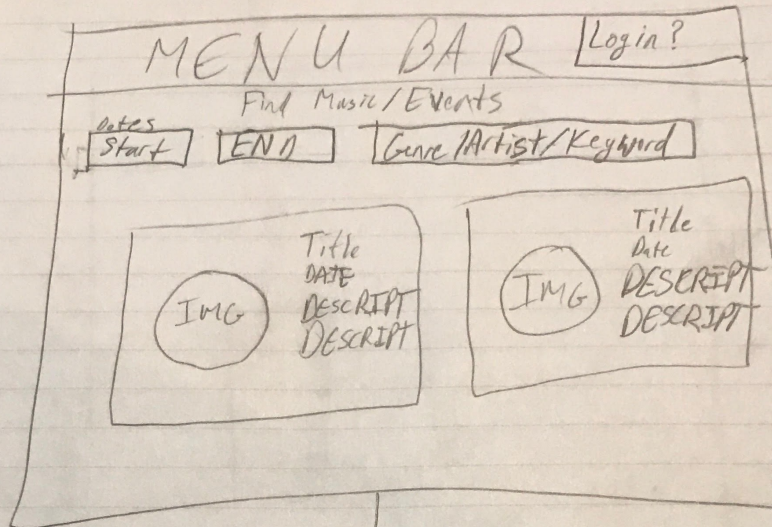 MENU BAR Login?
Find Music/Events
Dates
Start END Genre/Artist/Keyword
Title
DATE
IMG DESCRIPT
DESCRIPT
Title
Date
IMG DESCRIPT
DESCRIPT